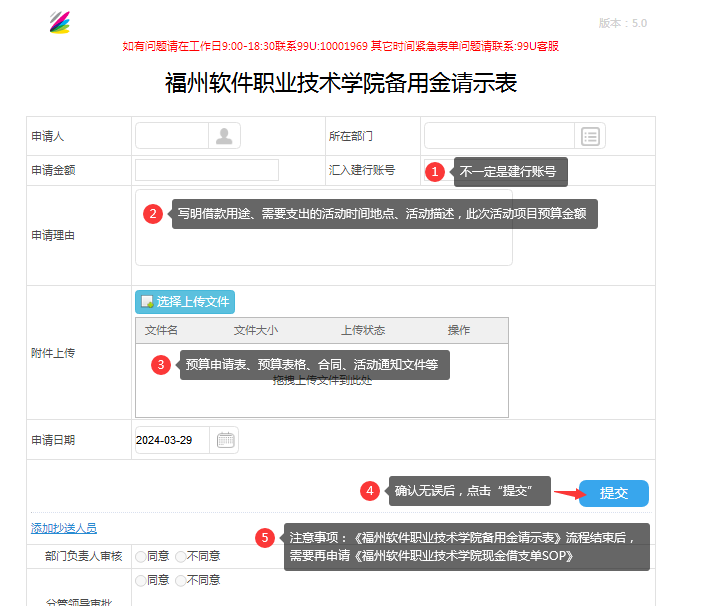 版本：5.0
如有问题请在工作日9:00-18:30联系99U:10001969 其它时间紧急表单问题请联系:99U客服
福州软件职业技术学院备用金请示表
申请人
所在部门
申请金额
汇入建行账号
1 不一定是建行账号
申请理由
2 写明借款用途、需要支出的活动时间地点、活动描述，此次活动项目预算金额
附件上传
选择上传文件
文件名 文件大小 上传状态 操作
3 预算申请表、预算表格、合同、活动通知文件等
拖拽上传文件到此处
申请日期
2024-03-29
4 确认无误后，点击“提交”
提交
添加抄送人员
5 注意事项：《福州软件职业技术学院备用金请示表》流程结束后，
需要再申请《福州软件职业技术学院现金借支单SOP》
部门负责人审核 同意 不同意
分管领导审批 同意 不同意